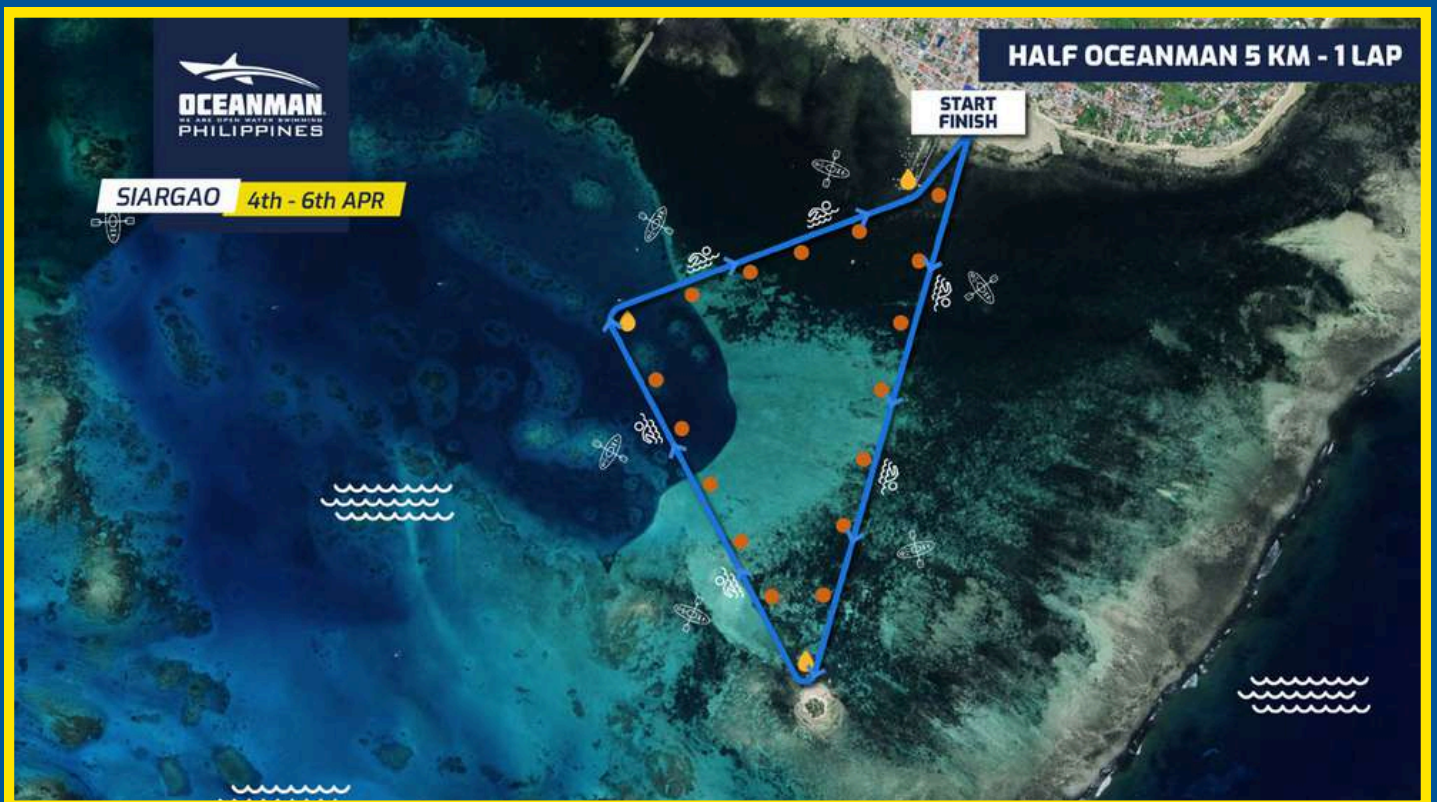 OCEANMAN
WE ARE OPEN WATER SWIMMING
PHILIPPINES
SIARGAO
4th - 6th APR
HALF OCEANMAN 5 KM - 1 LAP
START
FINISH